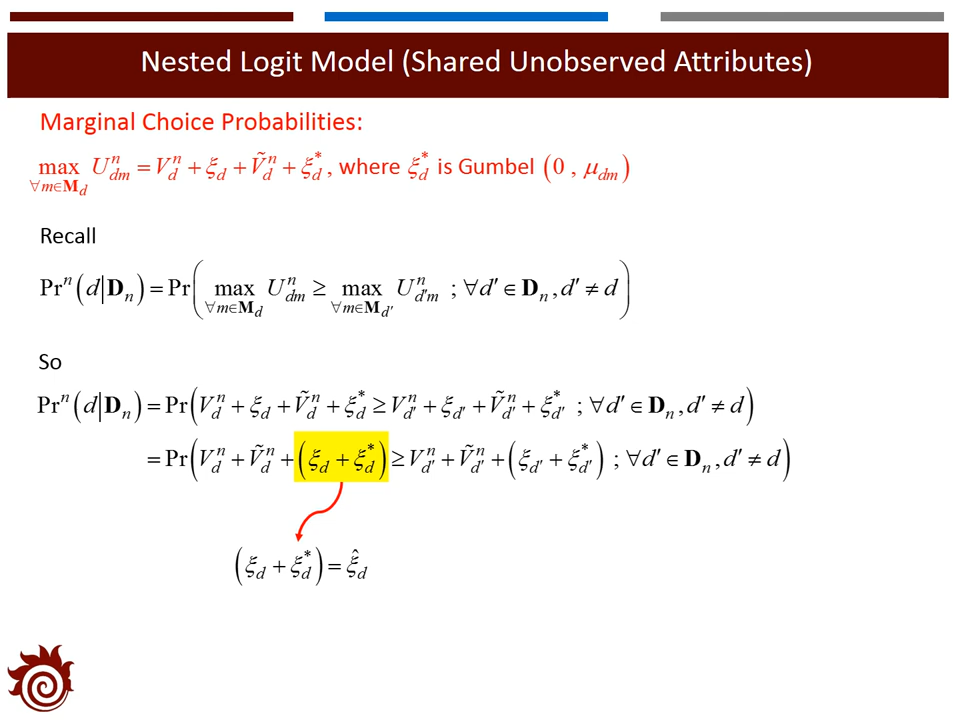 Nested Logit Model (Shared Unobserved Attributes)
Marginal Choice Probabilities:
max_{∀m∈𝐌_d} U^n_{dm} = V^n_d + ξ_d + Ṽ^n_d + ξ^*_d , where ξ^*_d is Gumbel (0 , μ_{dm})
Recall
Pr^n(d|𝐃_n) = Pr( max_{∀m∈𝐌_d} U^n_{dm} ≥ max_{∀m∈𝐌_{d′}} U^n_{d′m} ; ∀d′ ∈ 𝐃_n , d′ ≠ d )
So
Pr^n(d|𝐃_n) = Pr( V^n_d + ξ_d + Ṽ^n_d + ξ^*_d ≥ V^n_{d′} + ξ_{d′} + Ṽ^n_{d′} + ξ^*_{d′} ; ∀d′ ∈ 𝐃_n , d′ ≠ d )
= Pr( V^n_d + Ṽ^n_d + (ξ_d + ξ^*_d) ≥ V^n_{d′} + Ṽ^n_{d′} + (ξ_{d′} + ξ^*_{d′}) ; ∀d′ ∈ 𝐃_n , d′ ≠ d )
(ξ_d + ξ^*_d) = ξ̂_d